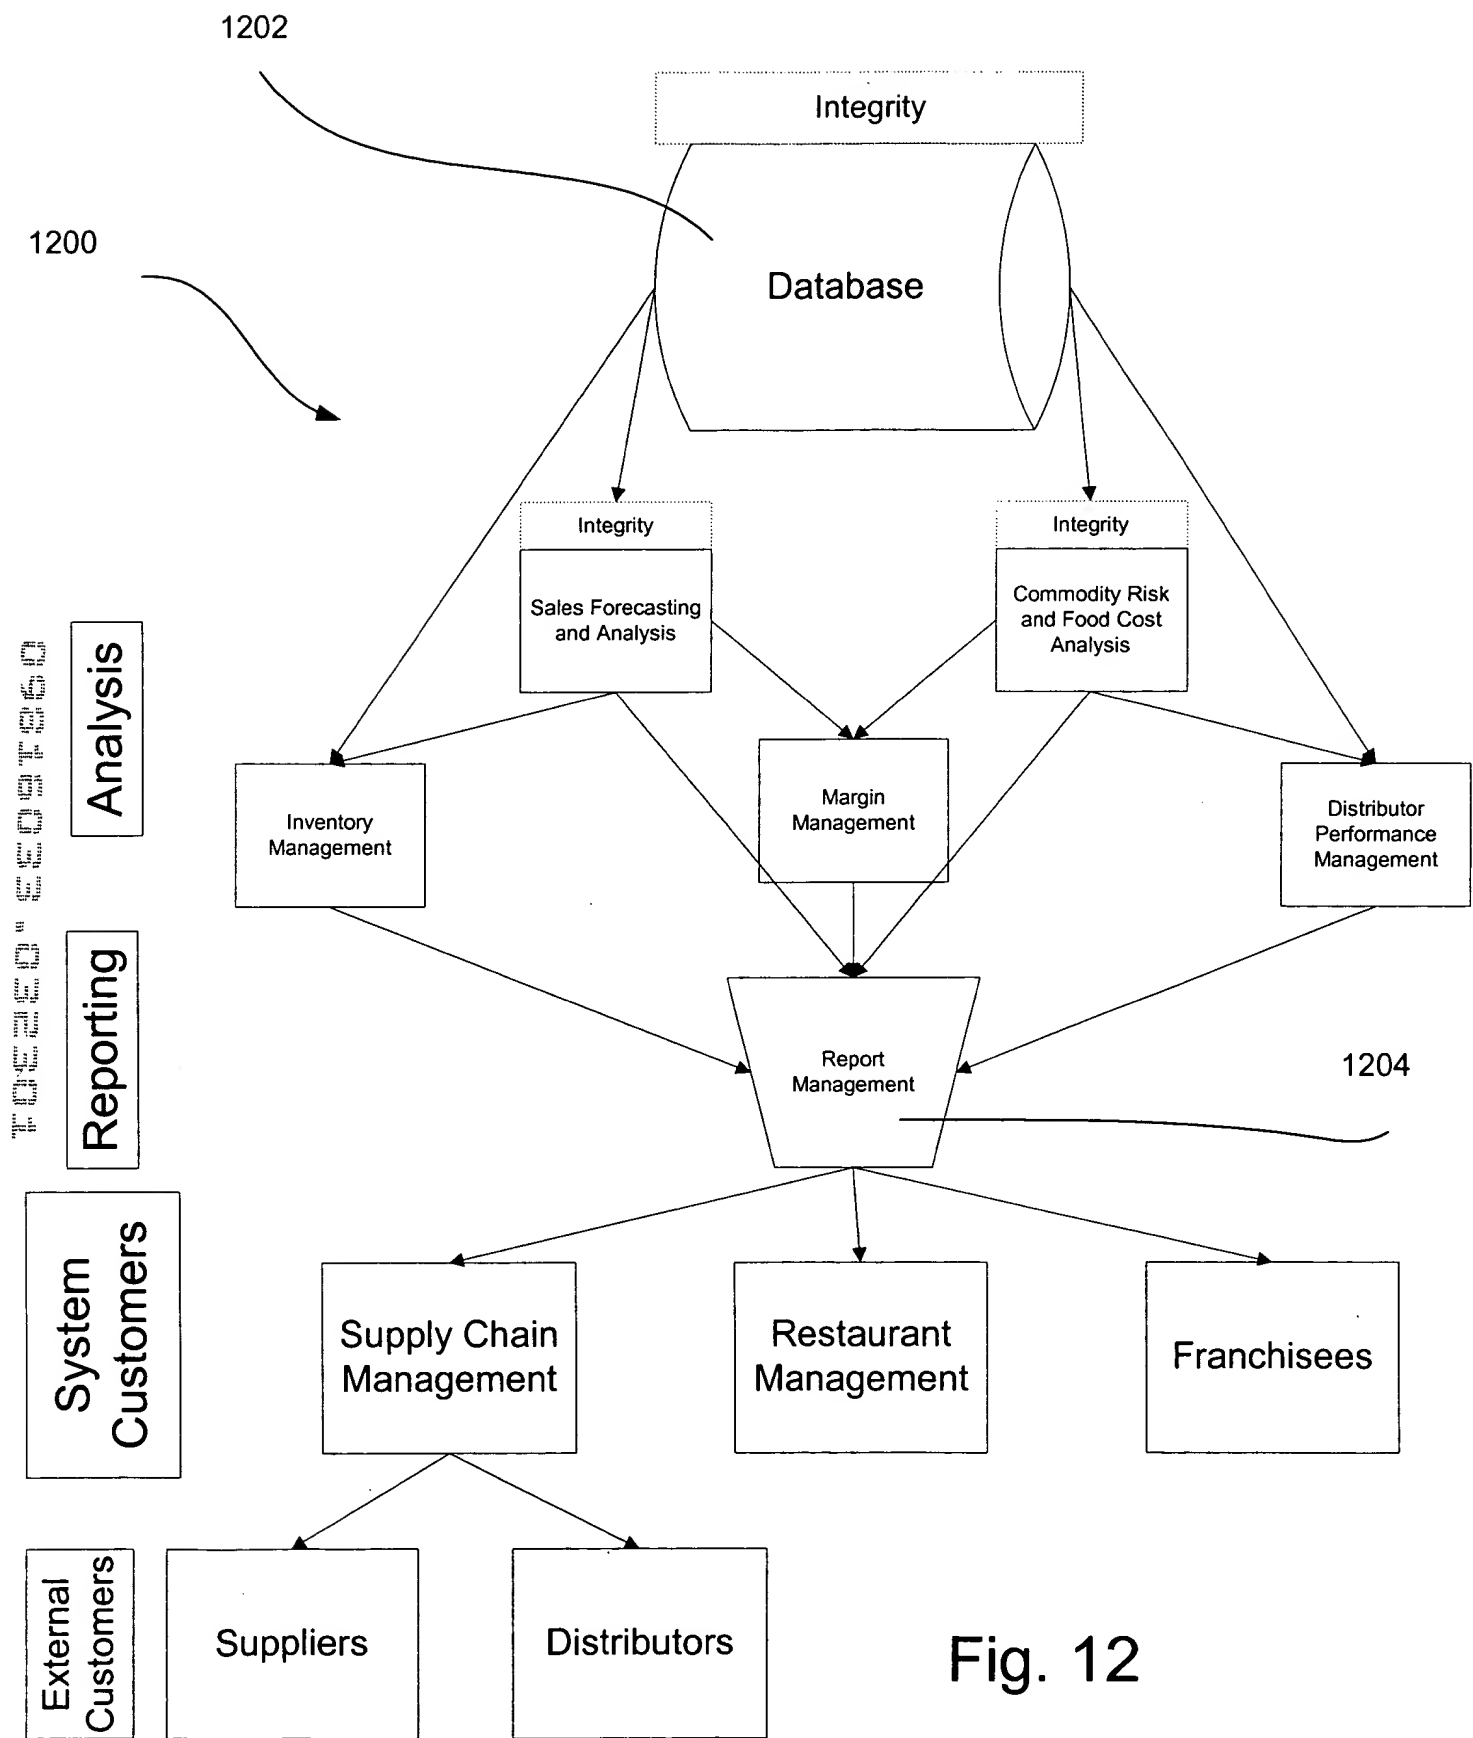 1202
Integrity
1200
Database
Integrity
Integrity
Sales Forecasting
and Analysis
Commodity Risk
and Food Cost
Analysis
Analysis
Inventory
Management
Margin
Management
Distributor
Performance
Management
Reporting
Report
Management
1204
09816033.032301
System
Customers
Supply Chain
Management
Restaurant
Management
Franchisees
External
Customers
Suppliers
Distributors
Fig. 12